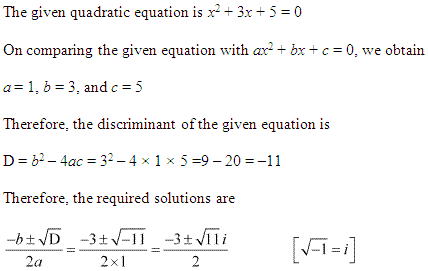 The given quadratic equation is x² + 3x + 5 = 0
On comparing the given equation with ax² + bx + c = 0, we obtain
a = 1, b = 3, and c = 5
Therefore, the discriminant of the given equation is
D = b² – 4ac = 3² – 4 × 1 × 5 =9 – 20 = –11
Therefore, the required solutions are
(–b ± √D) / 2a = (–3 ± √–11) / (2×1) = (–3 ± √11 i) / 2 [√–1 = i]